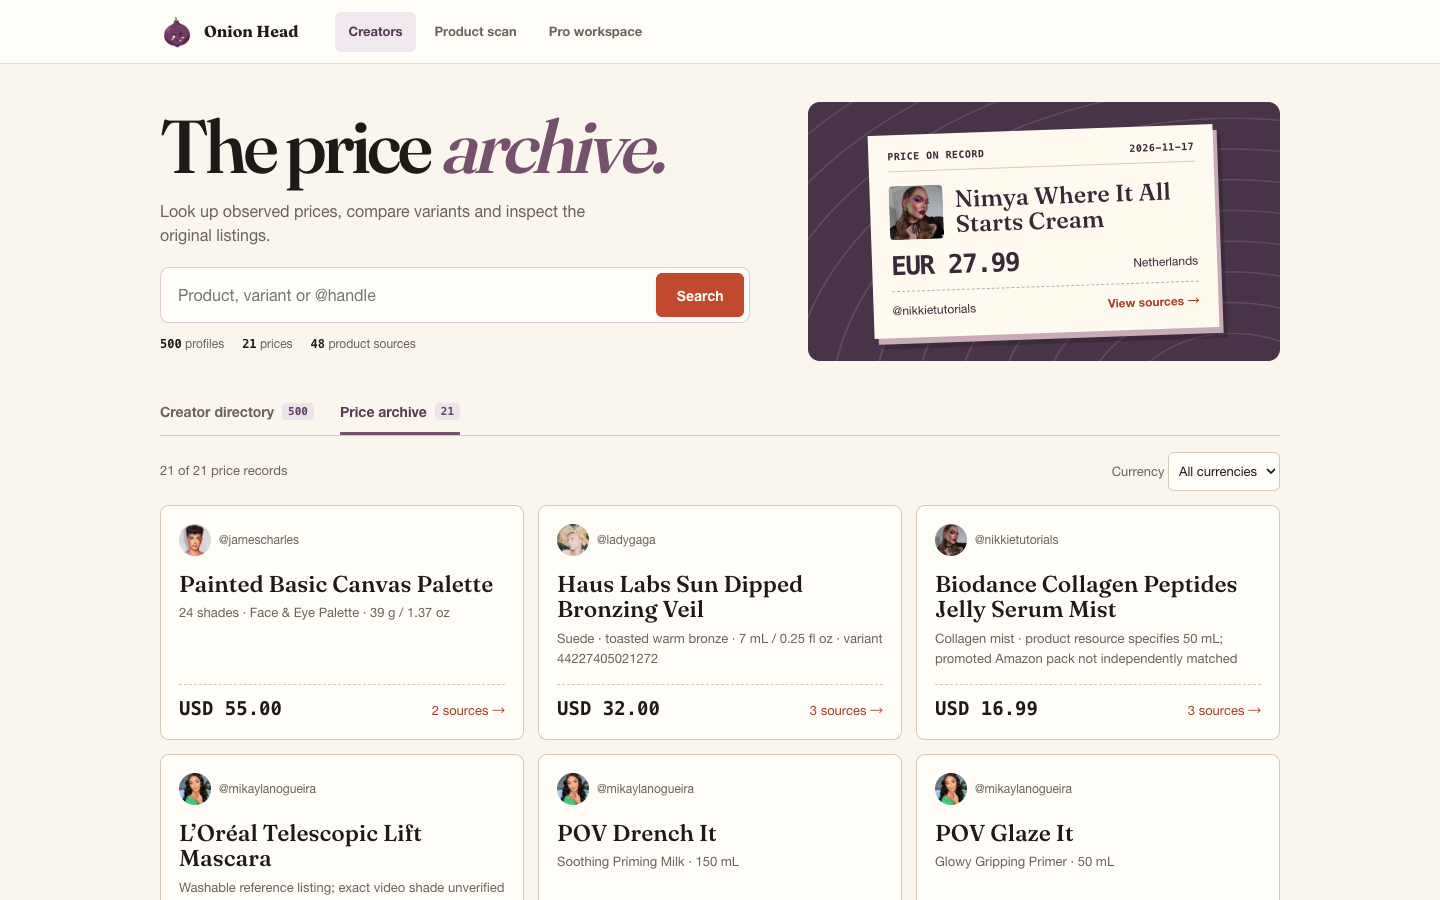 Onion Head
Creators
Product scan
Pro workspace
The price archive.
Look up observed prices, compare variants and inspect the
original listings.
Product, variant or @handle
Search
500 profiles
21 prices
48 product sources
PRICE ON RECORD
2026-11-17
Nimya Where It All
Starts Cream
EUR 27.99
Netherlands
@nikkietutorials
View sources →
Creator directory 500
Price archive 21
21 of 21 price records
Currency
All currencies
@jamescharles
Painted Basic Canvas Palette
24 shades · Face & Eye Palette · 39 g / 1.37 oz
USD 55.00
2 sources →
@ladygaga
Haus Labs Sun Dipped
Bronzing Veil
Suede · toasted warm bronze · 7 mL / 0.25 fl oz · variant
44227405021272
USD 32.00
3 sources →
@nikkietutorials
Biodance Collagen Peptides
Jelly Serum Mist
Collagen mist · product resource specifies 50 mL;
promoted Amazon pack not independently matched
USD 16.99
3 sources →
@mikaylanogueira
L’Oréal Telescopic Lift
Mascara
Washable reference listing; exact video shade unverified
@mikaylanogueira
POV Drench It
Soothing Priming Milk · 150 mL
@mikaylanogueira
POV Glaze It
Glowy Gripping Primer · 50 mL